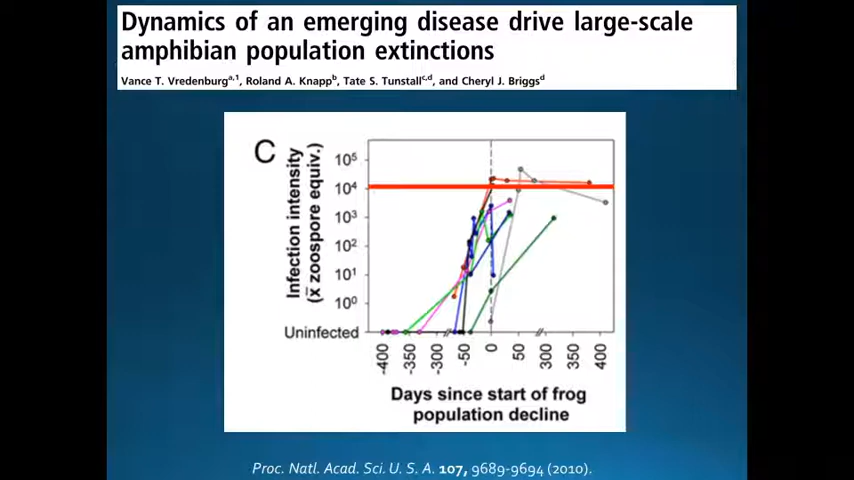 Dynamics of an emerging disease drive large-scale
amphibian population extinctions
Vance T. Vredenburgᵃ,¹, Roland A. Knappᵇ, Tate S. Tunstallᶜ,ᵈ, and Cheryl J. Briggsᵈ
C
Infection intensity
(x̄ zoospore equiv.)
10⁵
10⁴
10³
10²
10¹
10⁰
Uninfected
-400 -350 -300 -50 0 50 300 350 400
Days since start of frog
population decline
Proc. Natl. Acad. Sci. U. S. A. 107, 9689-9694 (2010).